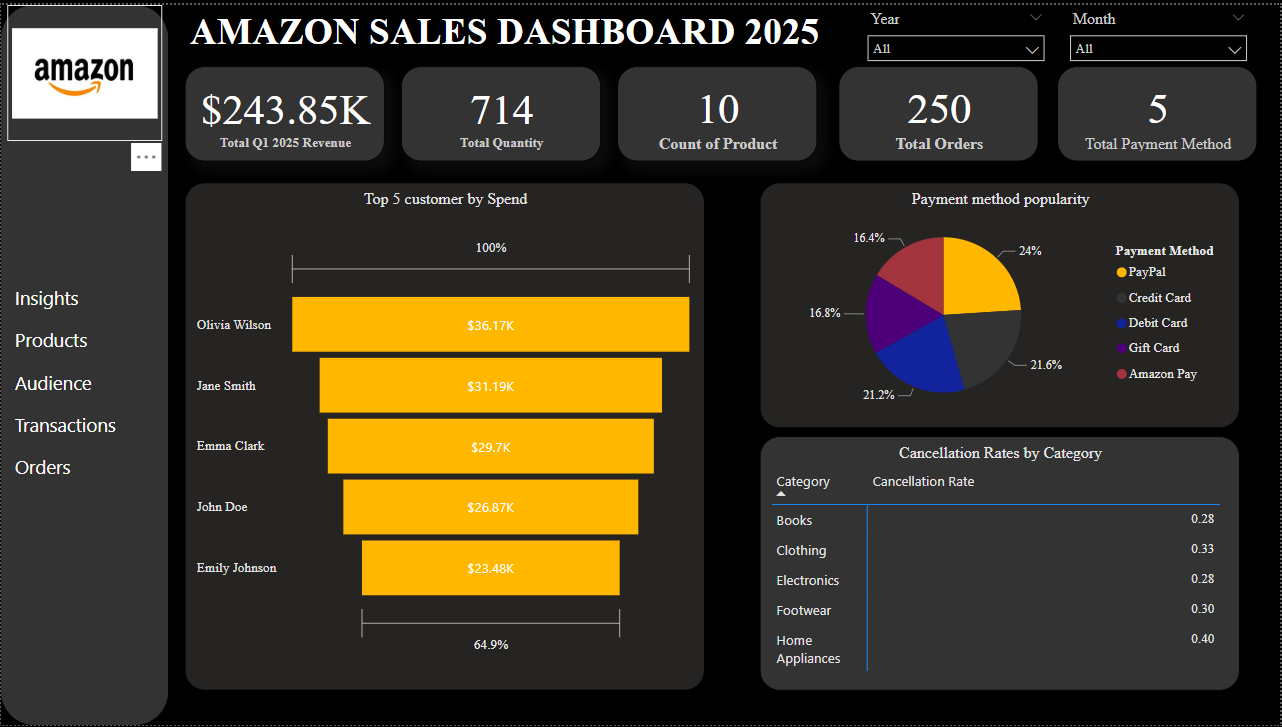 amazon
AMAZON SALES DASHBOARD 2025
Year
All
Month
All
$243.85K
Total Q1 2025 Revenue
714
Total Quantity
10
Count of Product
250
Total Orders
5
Total Payment Method
Insights
Products
Audience
Transactions
Orders
Top 5 customer by Spend
100%
Olivia Wilson $36.17K
Jane Smith $31.19K
Emma Clark $29.7K
John Doe $26.87K
Emily Johnson $23.48K
64.9%
Payment method popularity
16.4%
24%
16.8%
21.6%
21.2%
Payment Method
PayPal
Credit Card
Debit Card
Gift Card
Amazon Pay
Cancellation Rates by Category
Category Cancellation Rate
Books 0.28
Clothing 0.33
Electronics 0.28
Footwear 0.30
Home 0.40
Appliances